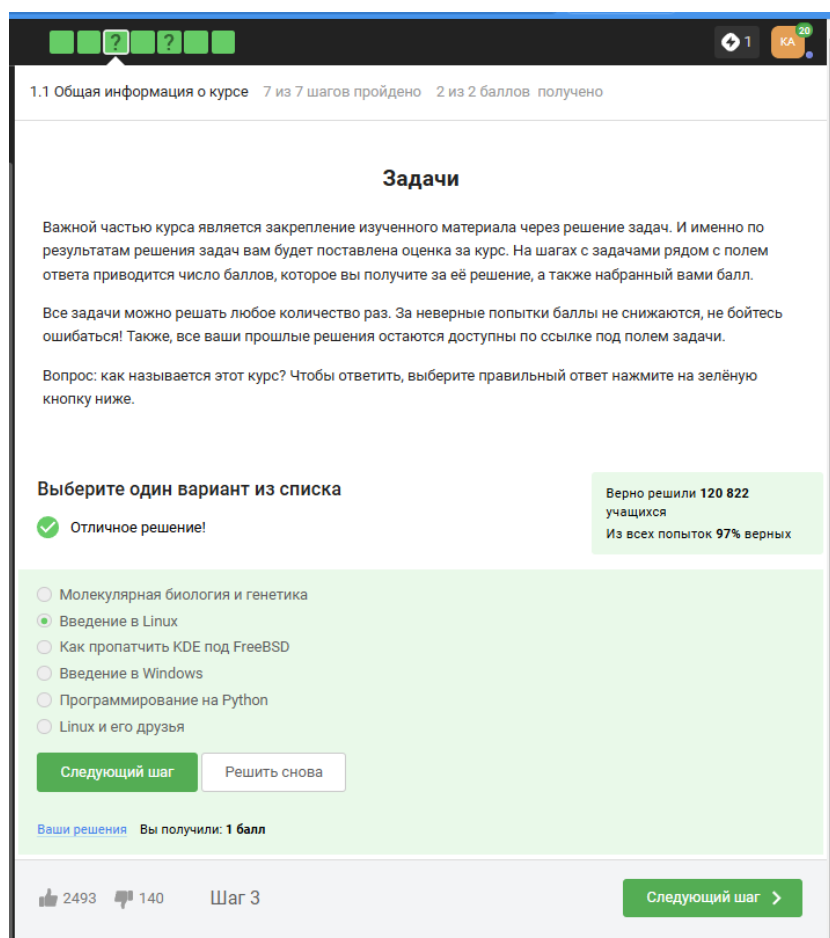 ? ?
1
КА
20
1.1 Общая информация о курсе 7 из 7 шагов пройдено 2 из 2 баллов получено
Задачи
Важной частью курса является закрепление изученного материала через решение задач. И именно по
результатам решения задач вам будет поставлена оценка за курс. На шагах с задачами рядом с полем
ответа приводится число баллов, которое вы получите за её решение, а также набранный вами балл.
Все задачи можно решать любое количество раз. За неверные попытки баллы не снижаются, не бойтесь
ошибаться! Также, все ваши прошлые решения остаются доступны по ссылке под полем задачи.
Вопрос: как называется этот курс? Чтобы ответить, выберите правильный ответ нажмите на зелёную
кнопку ниже.
Выберите один вариант из списка
Отличное решение!
Верно решили 120 822
учащихся
Из всех попыток 97% верных
Молекулярная биология и генетика
Введение в Linux
Как пропатчить KDE под FreeBSD
Введение в Windows
Программирование на Python
Linux и его друзья
Следующий шаг
Решить снова
Ваши решения Вы получили: 1 балл
2493 140 Шаг 3
Следующий шаг